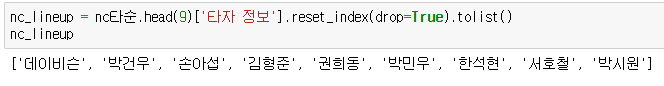 nc_lineup = nc타순.head(9)['타자 정보'].reset_index(drop=True).tolist()
nc_lineup
['데이비슨', '박건우', '손아섭', '김형준', '권희동', '박민우', '한석현', '서호철', '박시원']